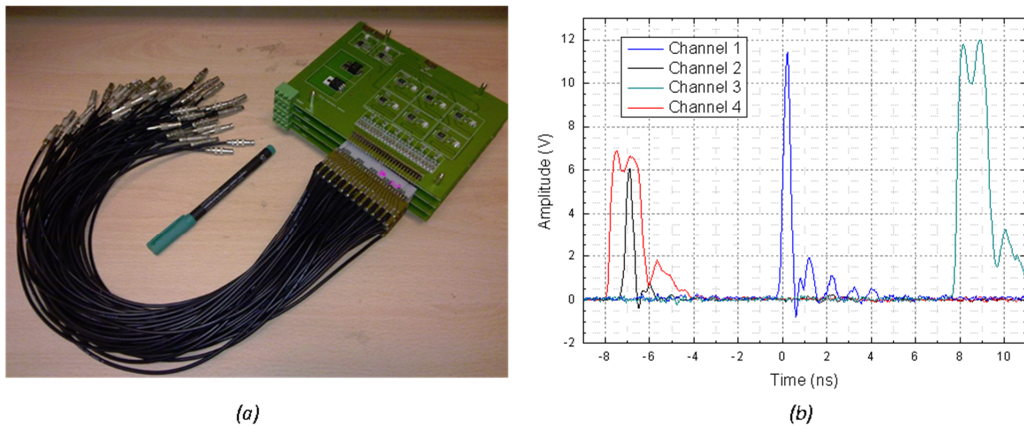 12
10
8
6
4
2
0
-2
Amplitude (V)
Channel 1
Channel 2
Channel 3
Channel 4
-8 -6 -4 -2 0 2 4 6 8 10
Time (ns)
(a) (b)